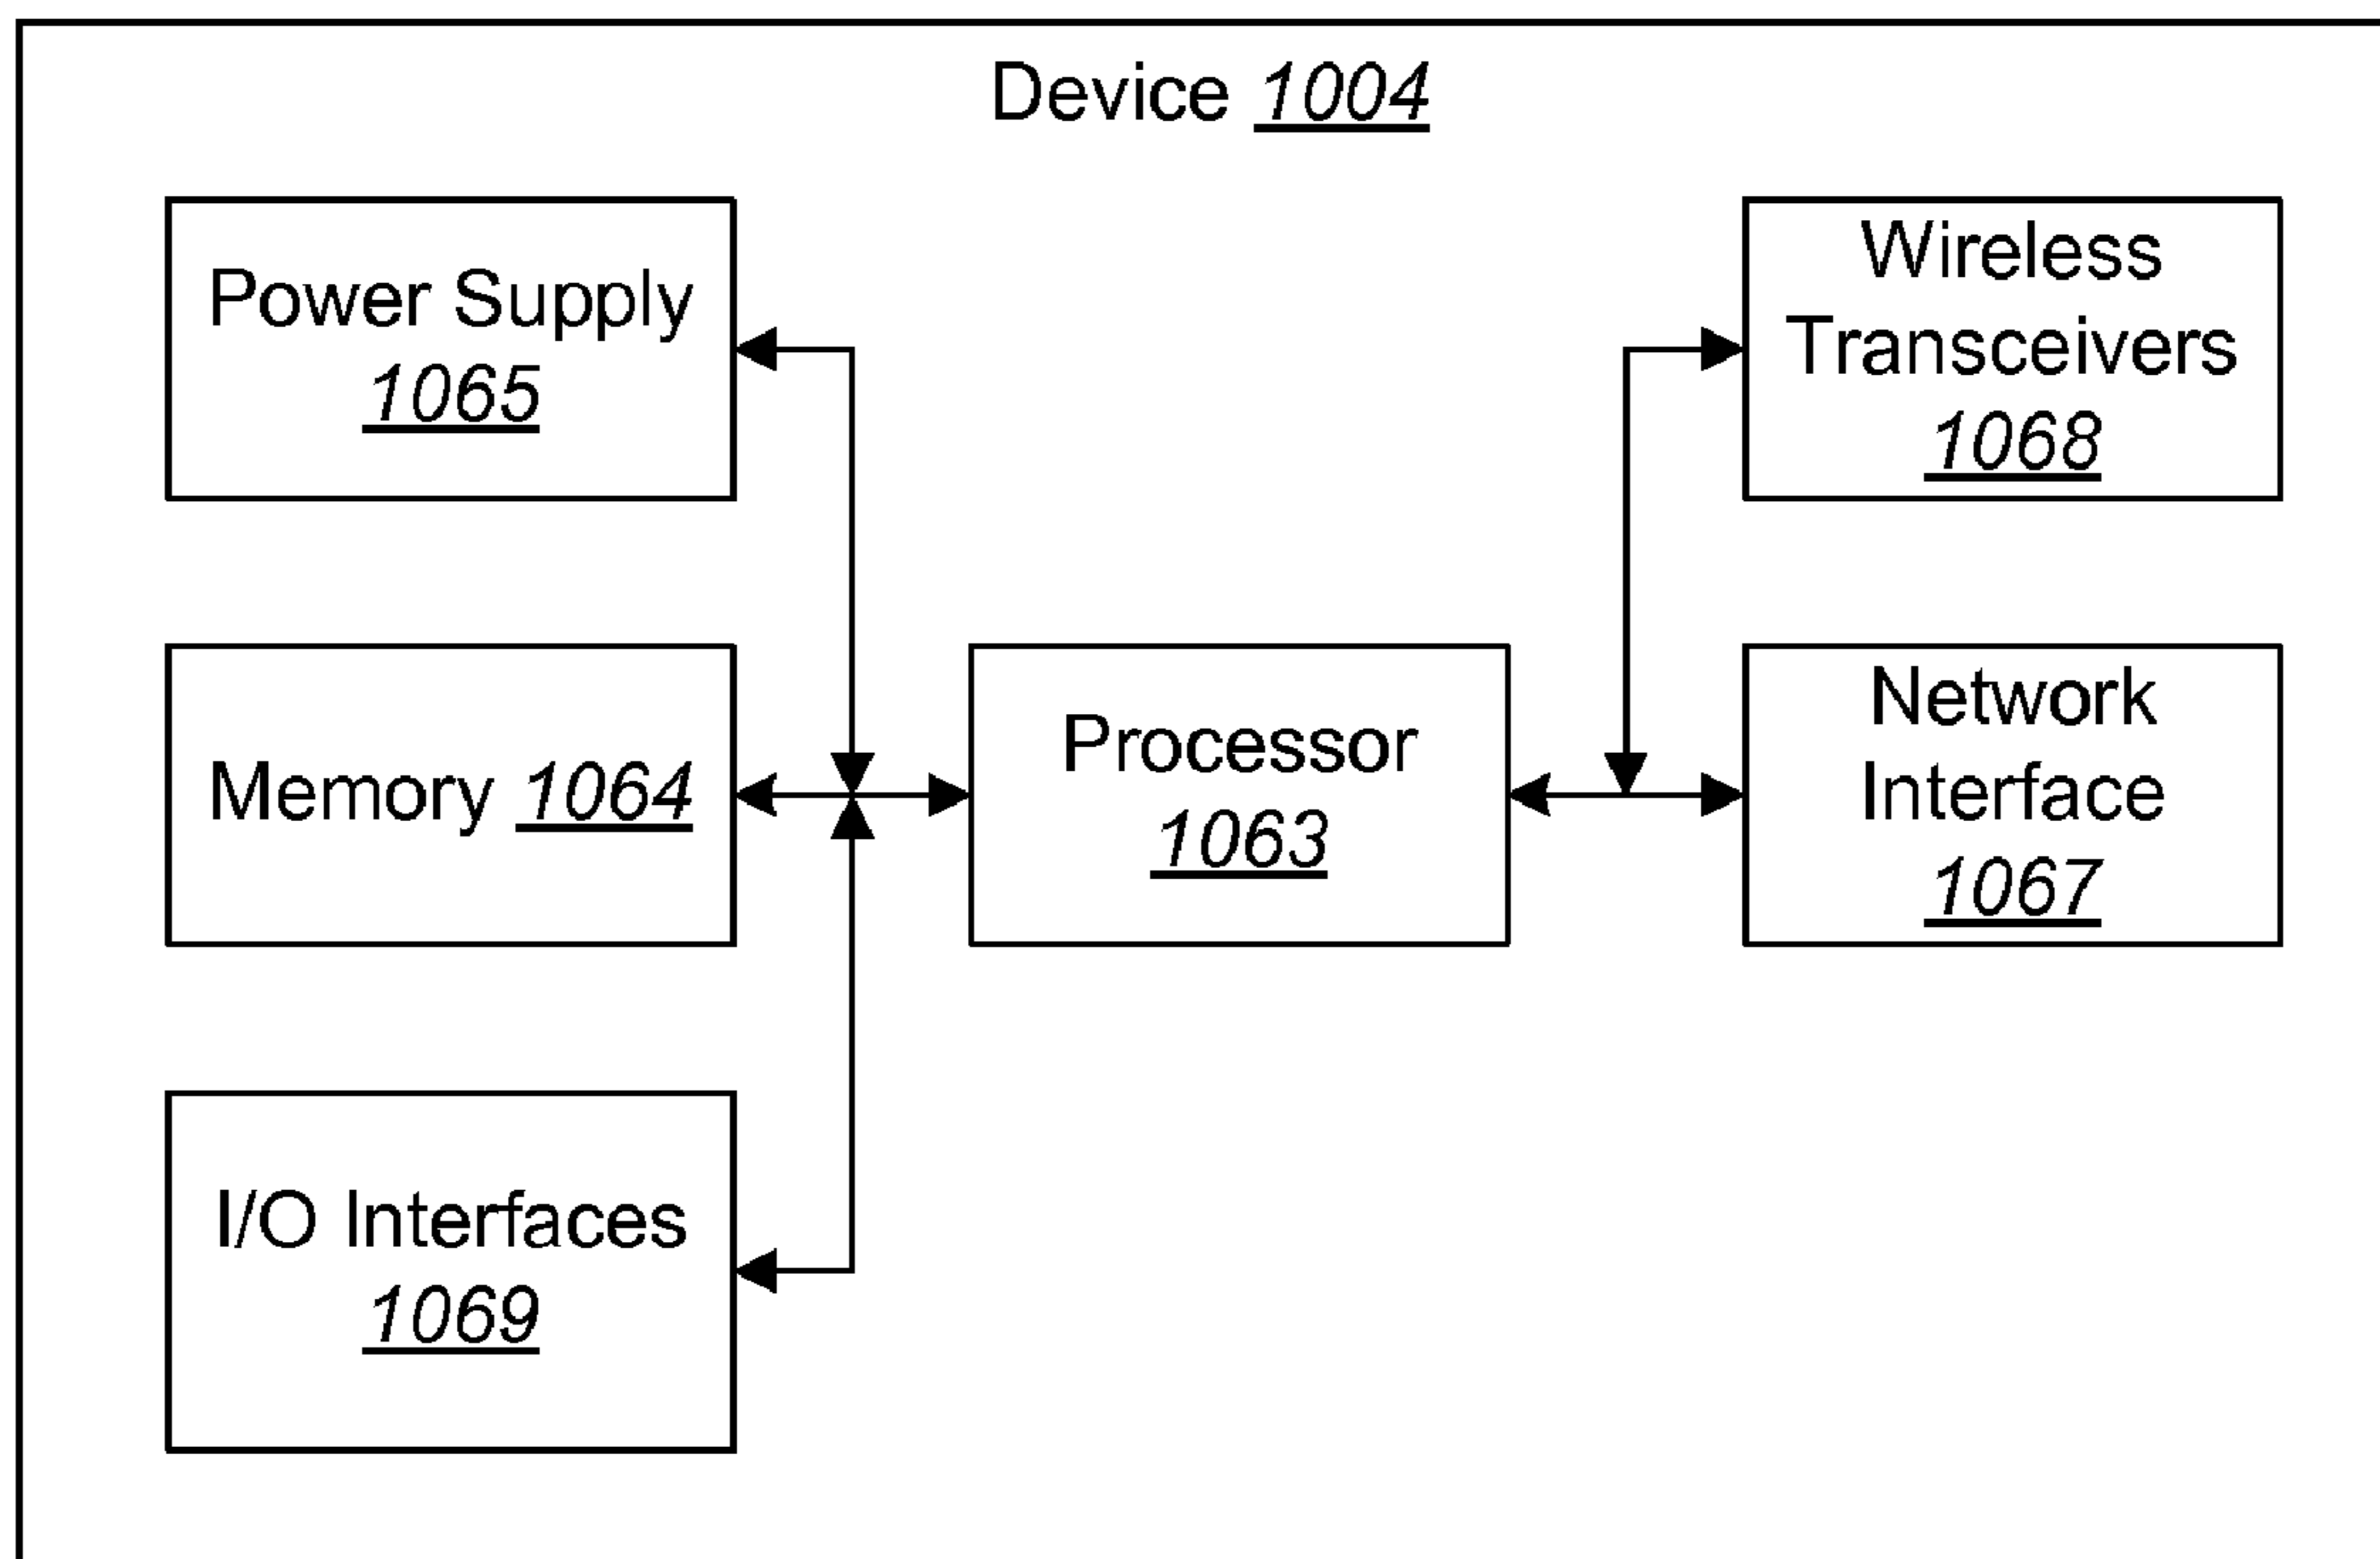 Device 1004
Power Supply
1065
Wireless
Transceivers
1068
Memory 1064
Processor
1063
Network
Interface
1067
I/O Interfaces
1069